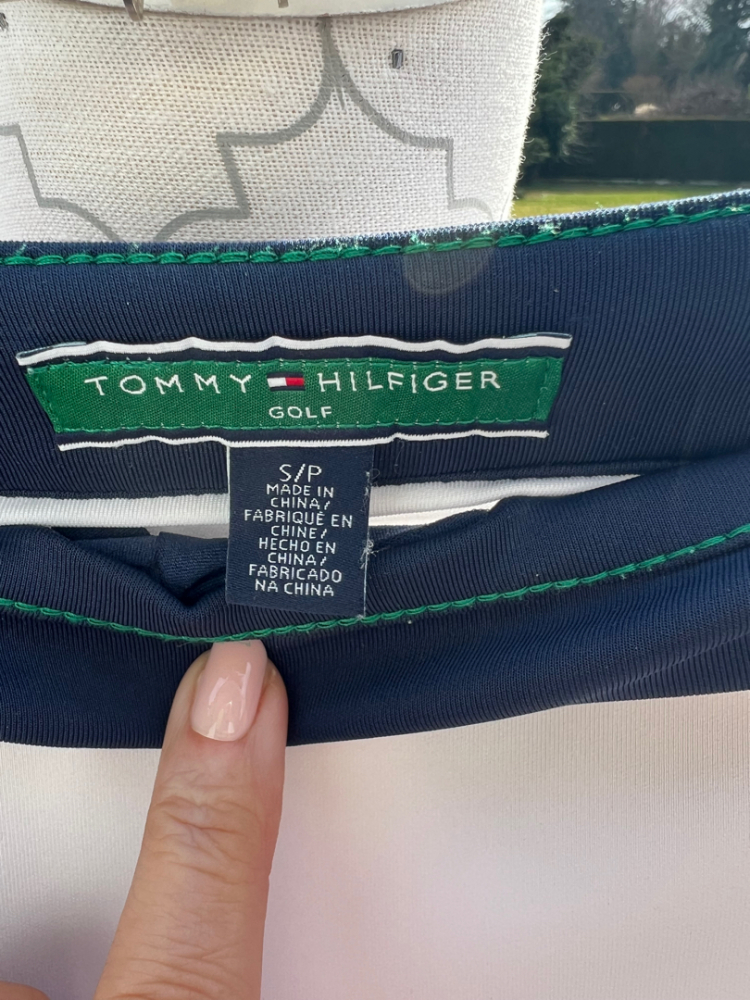 TOMMY HILFIGER
GOLF
S/P
MADE IN
CHINA/
FABRIQUÉ EN
CHINE/
HECHO EN
CHINA/
FABRICADO
NA CHINA